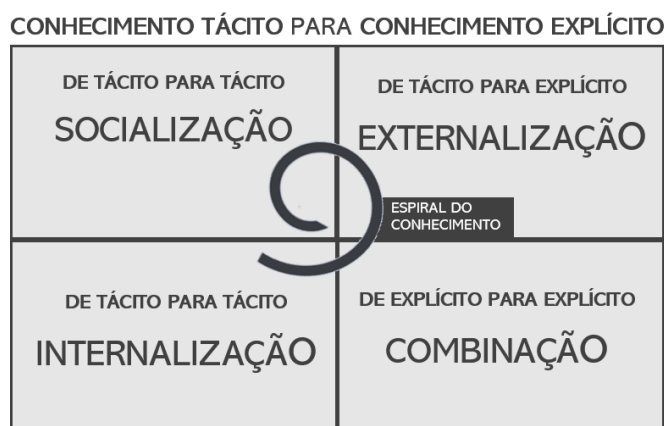 CONHECIMENTO TÁCITO PARA CONHECIMENTO EXPLÍCITO
DE TÁCITO PARA TÁCITO
SOCIALIZAÇÃO
DE TÁCITO PARA EXPLÍCITO
EXTERNALIZAÇÃO
ESPIRAL DO
CONHECIMENTO
DE TÁCITO PARA TÁCITO
INTERNALIZAÇÃO
DE EXPLÍCITO PARA EXPLÍCITO
COMBINAÇÃO